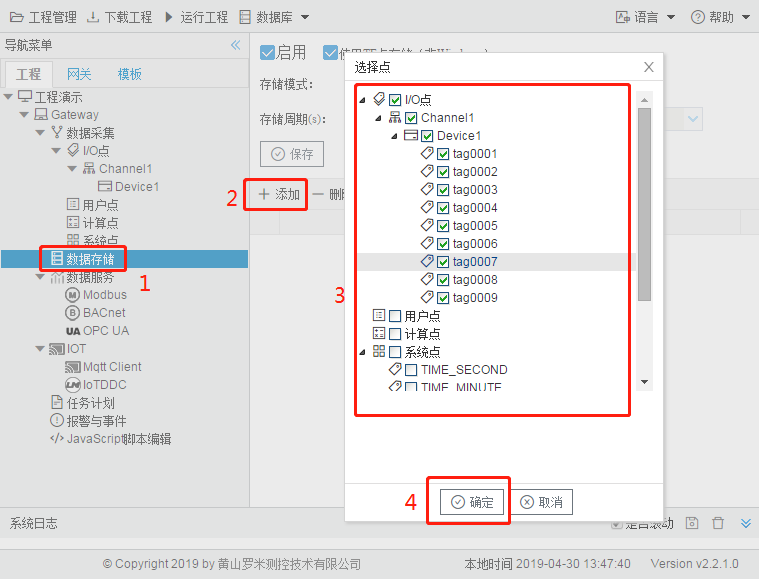 工程管理 下载工程 运行工程 数据库 语言 帮助
导航菜单
工程 网关 模板
工程演示
Gateway
数据采集
I/O点
Channel1
Device1
用户点
计算点
系统点
数据存储
1
数据服务
Modbus
BACnet
UA OPC UA
IOT
Mqtt Client
IoTDDC
任务计划
报警与事件
JavaScript脚本编辑
启用
存储模式:
存储周期(s):
保存
2 添加
选择点
3
I/O点
Channel1
Device1
tag0001
tag0002
tag0003
tag0004
tag0005
tag0006
tag0007
tag0008
tag0009
用户点
计算点
系统点
TIME_SECOND
TIME_MINUTE
4 确定 取消
系统日志
© Copyright 2019 by 黄山罗米测控技术有限公司 本地时间 2019-04-30 13:47:40 Version v2.2.1.0